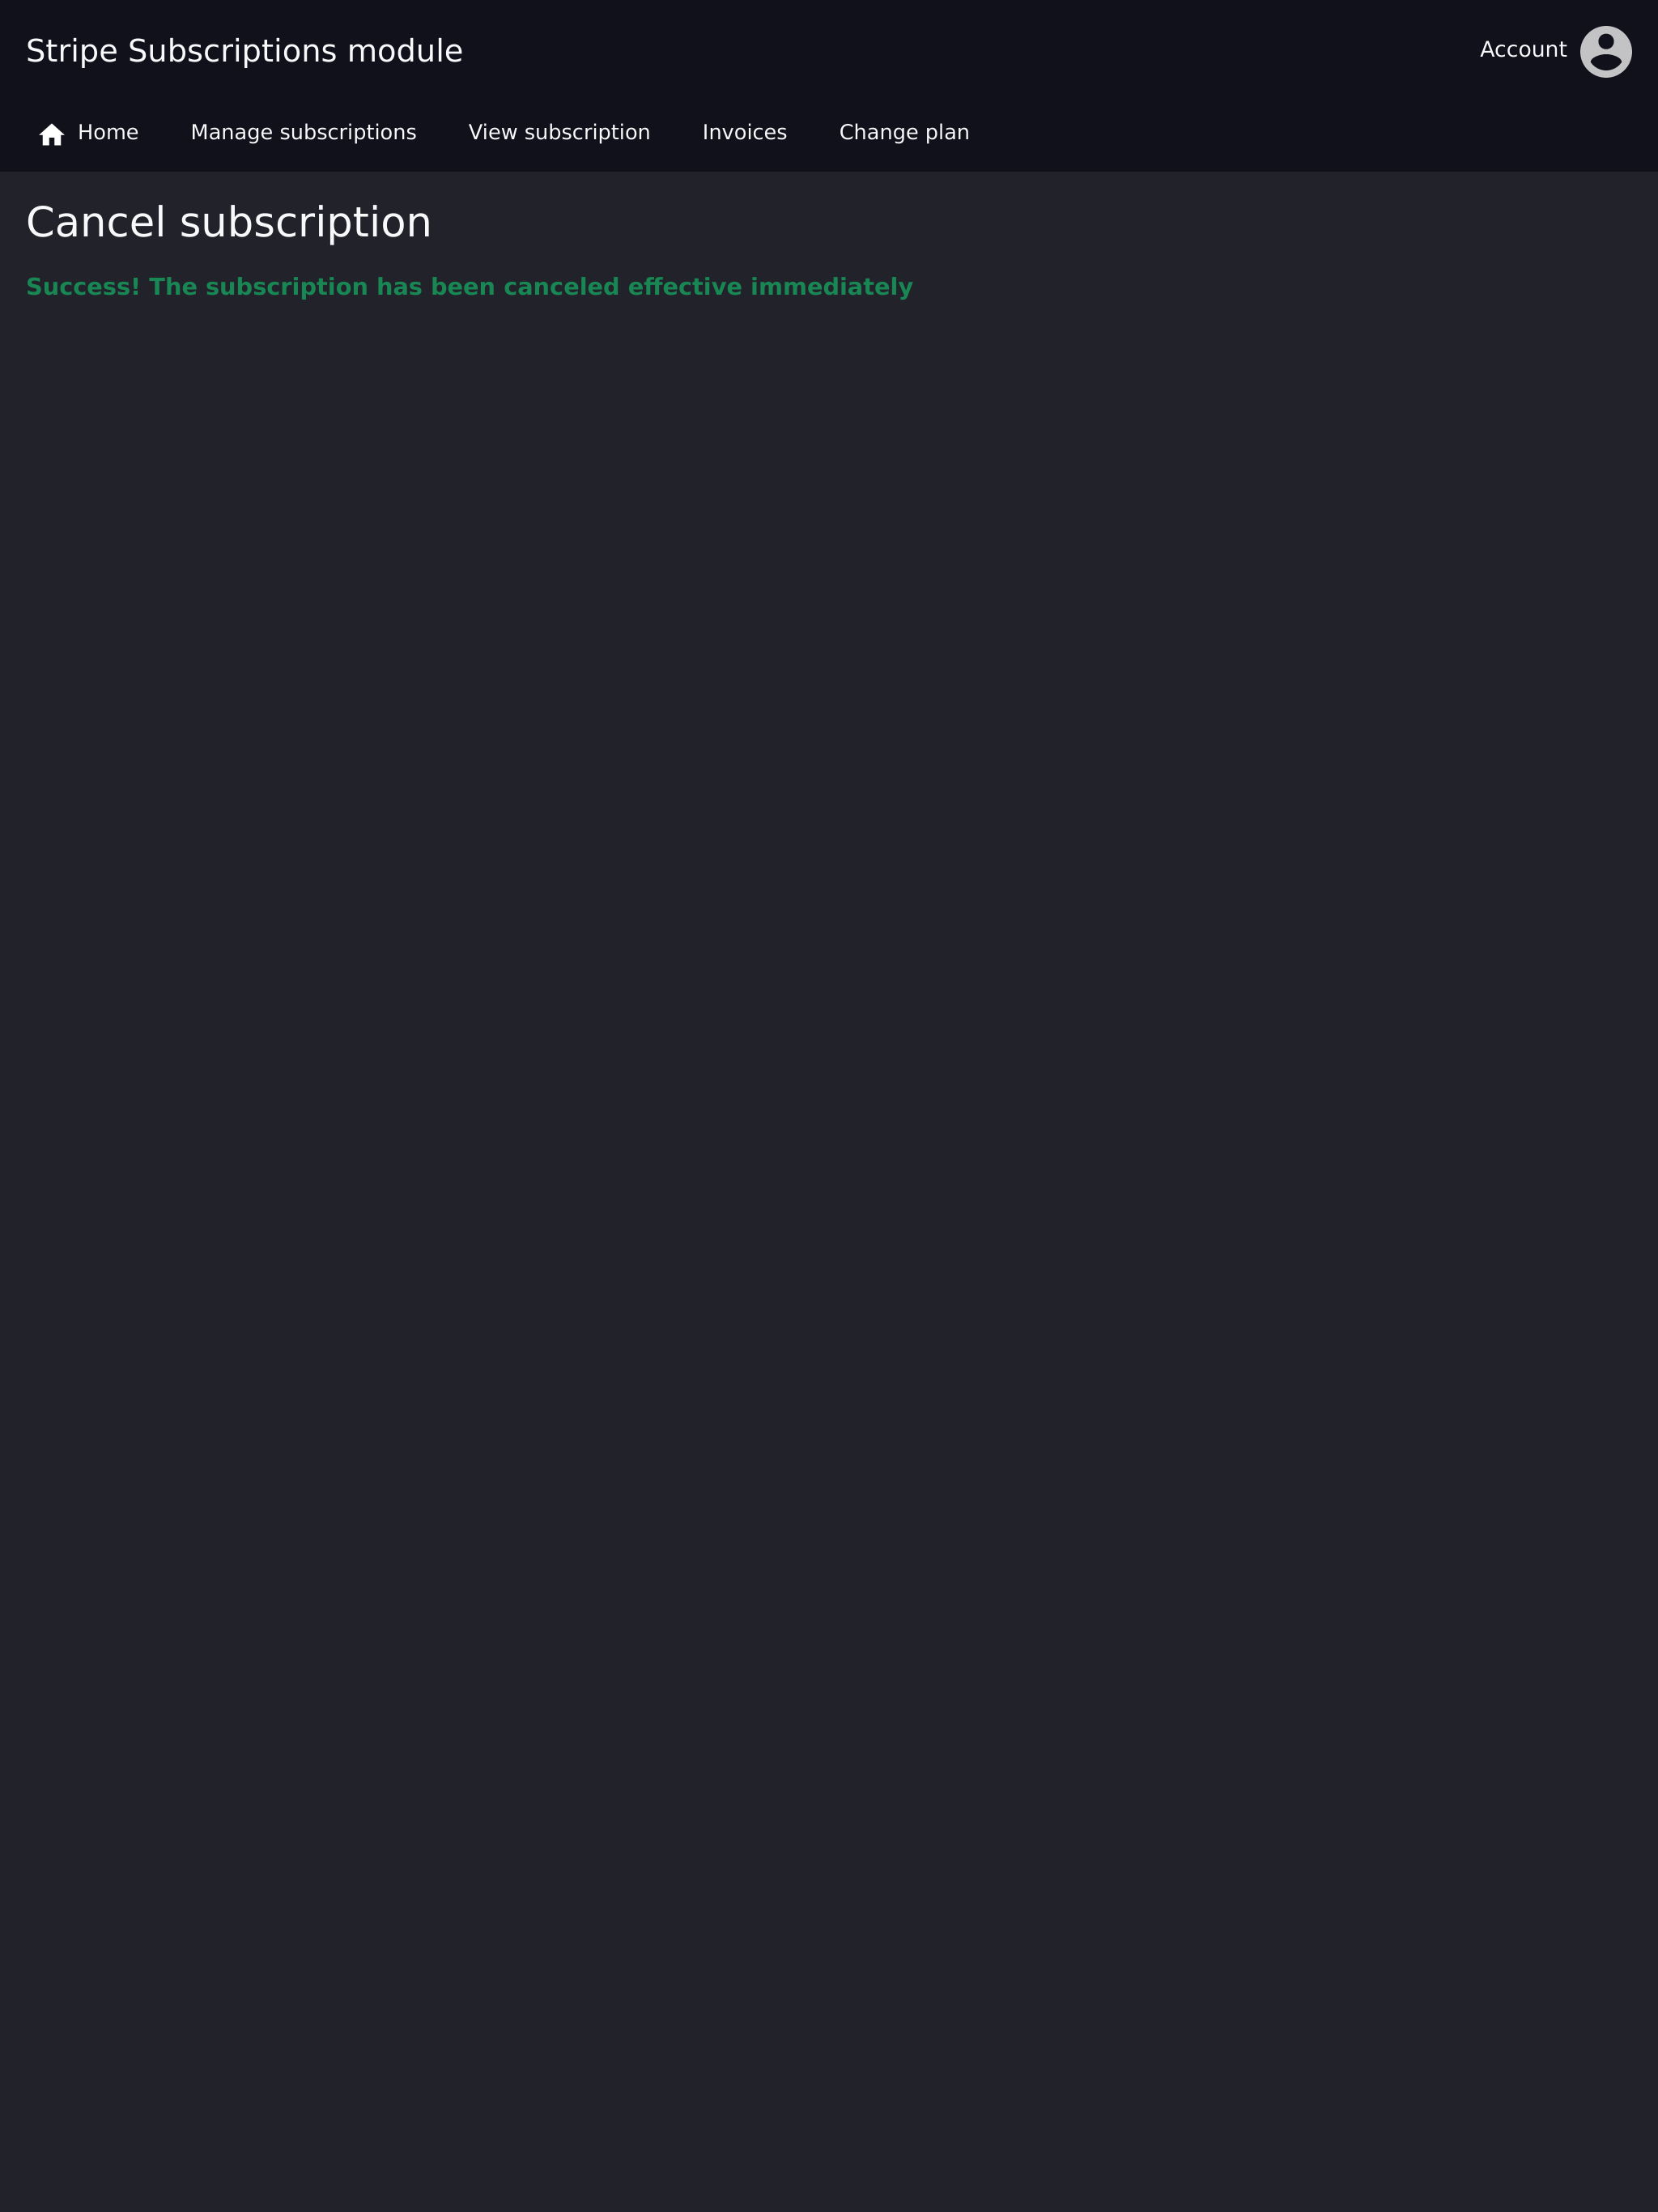 Stripe Subscriptions module
Account
Home Manage subscriptions View subscription Invoices Change plan
Cancel subscription
Success! The subscription has been canceled effective immediately